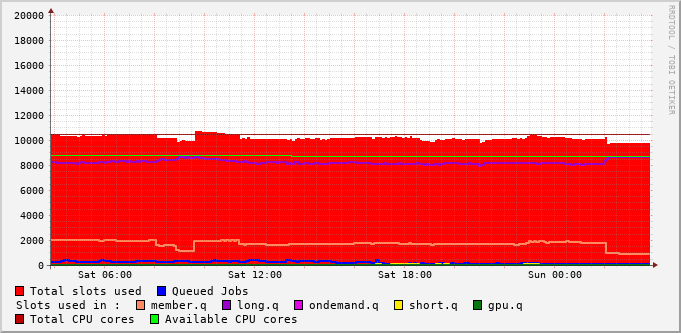 20000
18000
16000
14000
12000
10000
8000
6000
4000
2000
0
Sat 06:00 Sat 12:00 Sat 18:00 Sun 00:00
Total slots used Queued Jobs
Slots used in : member.q long.q ondemand.q short.q gpu.q
Total CPU cores Available CPU cores
RRDTOOL / TOBI OETIKER